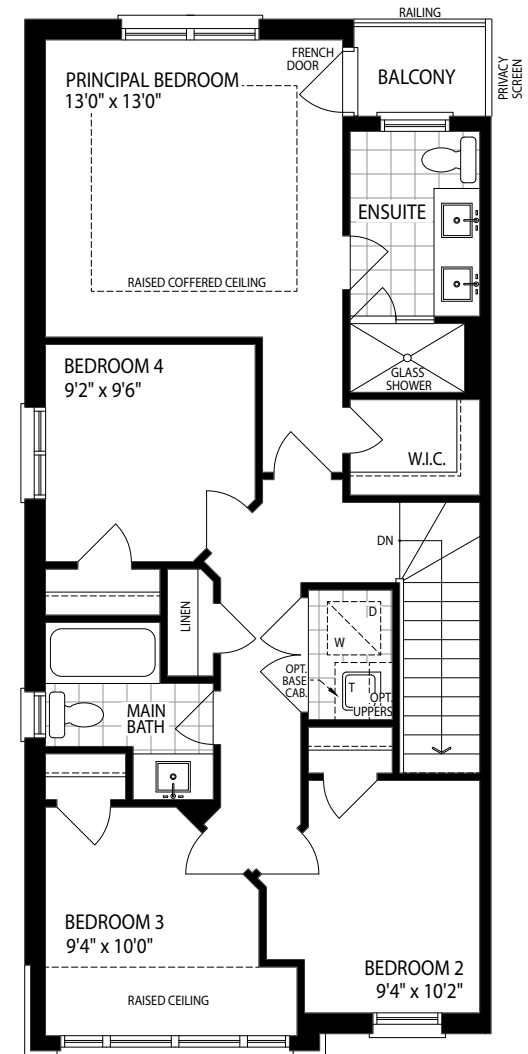 RAILING
FRENCH
DOOR
BALCONY
PRIVACY
SCREEN
PRINCIPAL BEDROOM
13'0" x 13'0"
ENSUITE
RAISED COFFERED CEILING
BEDROOM 4
9'2" x 9'6"
GLASS
SHOWER
W.I.C.
DN
LINEN
D
W
OPT.
BASE
CAB.
T
OPT.
UPPERS
MAIN
BATH
BEDROOM 3
9'4" x 10'0"
BEDROOM 2
9'4" x 10'2"
RAISED CEILING